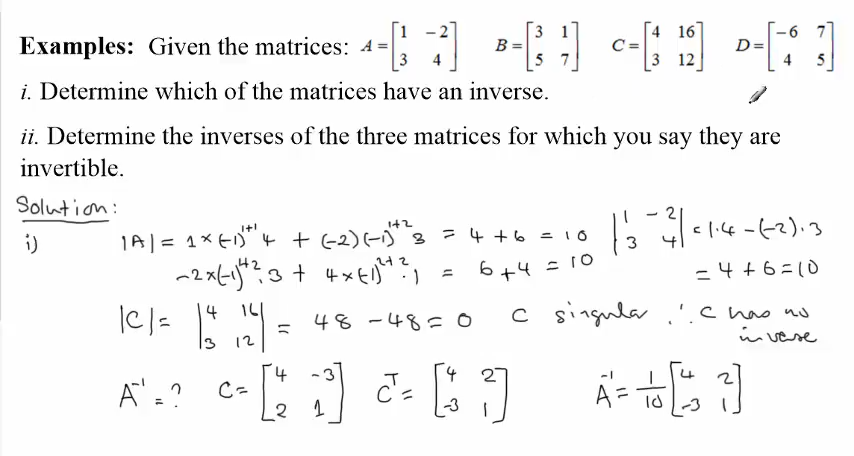 Examples: Given the matrices: A = [1 -2; 3 4] B = [3 1; 5 7] C = [4 16; 3 12] D = [-6 7; 4 5]
i. Determine which of the matrices have an inverse.
ii. Determine the inverses of the three matrices for which you say they are
invertible.
Solution:
i) |A| = 1×(-1)^{1+1} 4 + (-2)(-1)^{1+2} 3 = 4 + 6 = 10 |1 -2; 3 4| = 1·4 - (-2)·3
-2×(-1)^{1+2}·3 + 4×(-1)^{2+2}·1 = 6+4 = 10 = 4 + 6 = 10
|C| = |4 16; 3 12| = 48 - 48 = 0 C singular ∴ C has no
inverse
A^{-1} = ? C = [4 -3; 2 1] C^T = [4 2; -3 1] A^{-1} = 1/10 [4 2; -3 1]